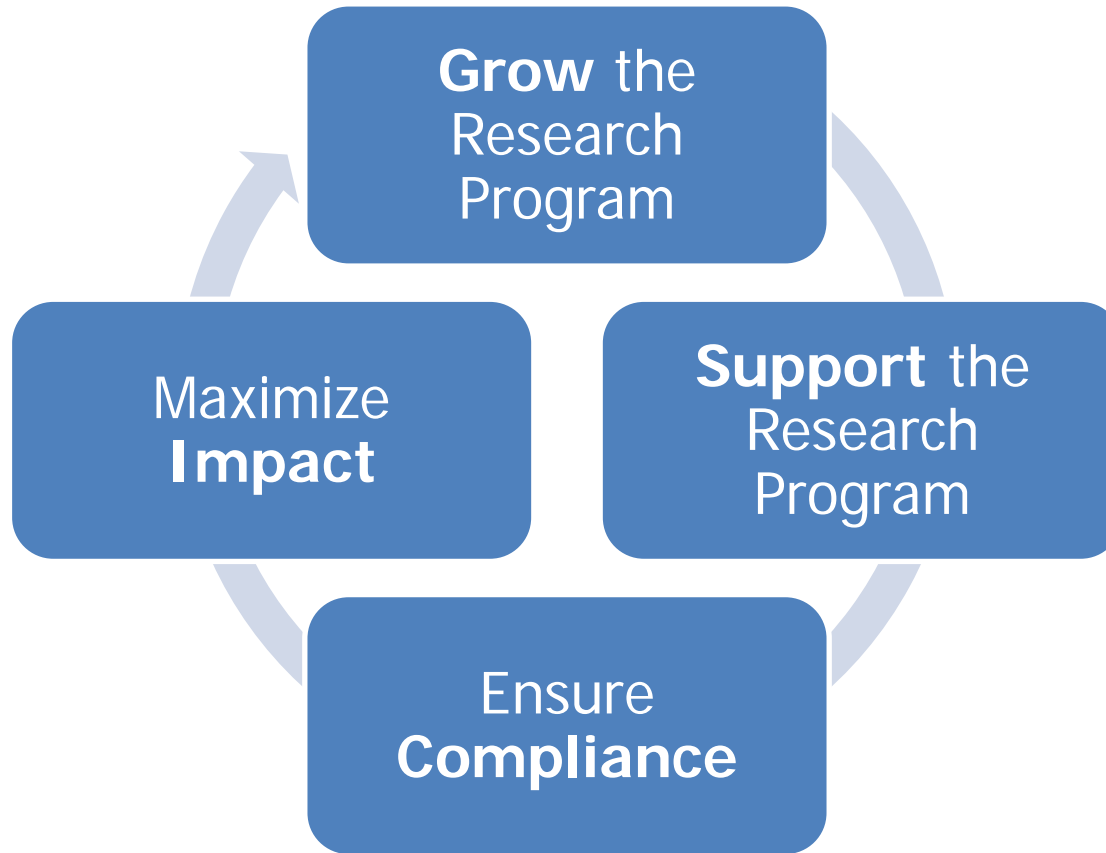 Grow the
Research
Program
Support the
Research
Program
Ensure
Compliance
Maximize
Impact